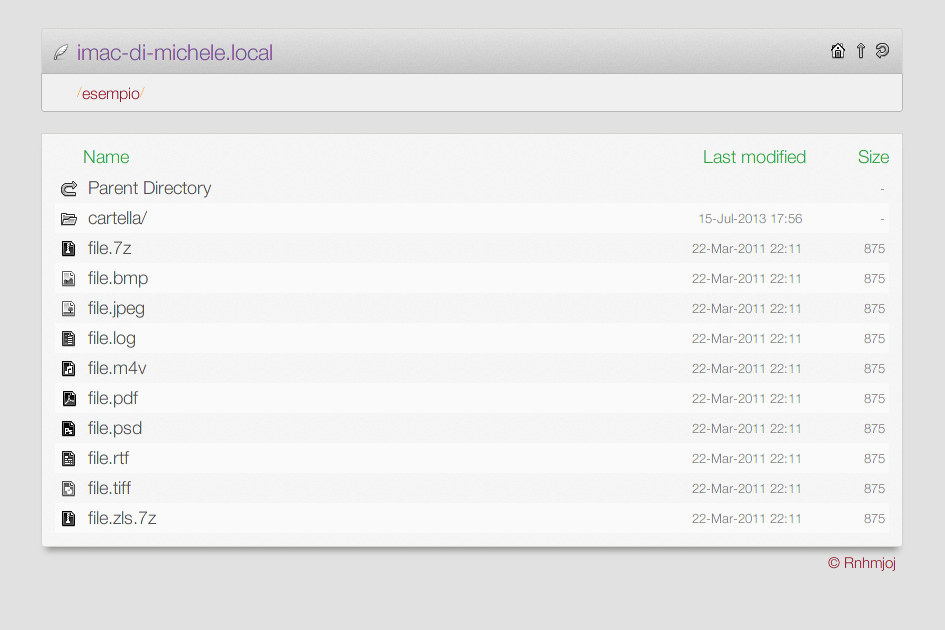 imac-di-michele.local
/esempio/
Name Last modified Size
Parent Directory -
cartella/ 15-Jul-2013 17:56 -
file.7z 22-Mar-2011 22:11 875
file.bmp 22-Mar-2011 22:11 875
file.jpeg 22-Mar-2011 22:11 875
file.log 22-Mar-2011 22:11 875
file.m4v 22-Mar-2011 22:11 875
file.pdf 22-Mar-2011 22:11 875
file.psd 22-Mar-2011 22:11 875
file.rtf 22-Mar-2011 22:11 875
file.tiff 22-Mar-2011 22:11 875
file.zls.7z 22-Mar-2011 22:11 875
© Rnhmjoj